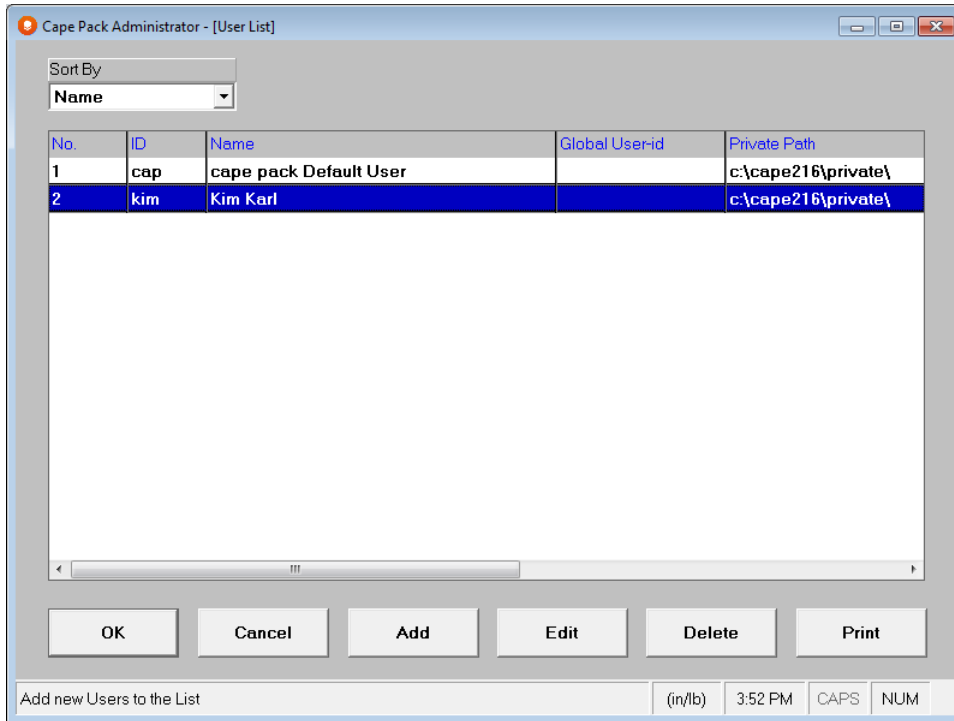 Cape Pack Administrator - [User List]
Sort By
Name
No. ID Name Global User-id Private Path
1 cap cape pack Default User c:\cape216\private\
2 kim Kim Karl c:\cape216\private\
OK Cancel Add Edit Delete Print
Add new Users to the List (in/lb) 3:52 PM CAPS NUM